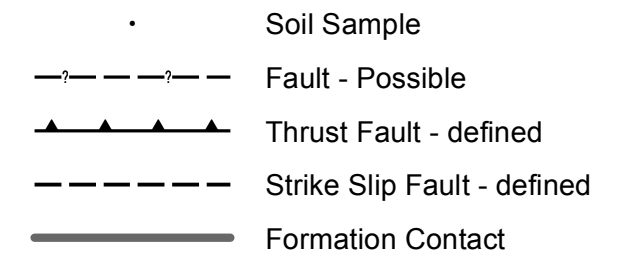 Soil Sample
? ? Fault - Possible
Thrust Fault - defined
Strike Slip Fault - defined
Formation Contact